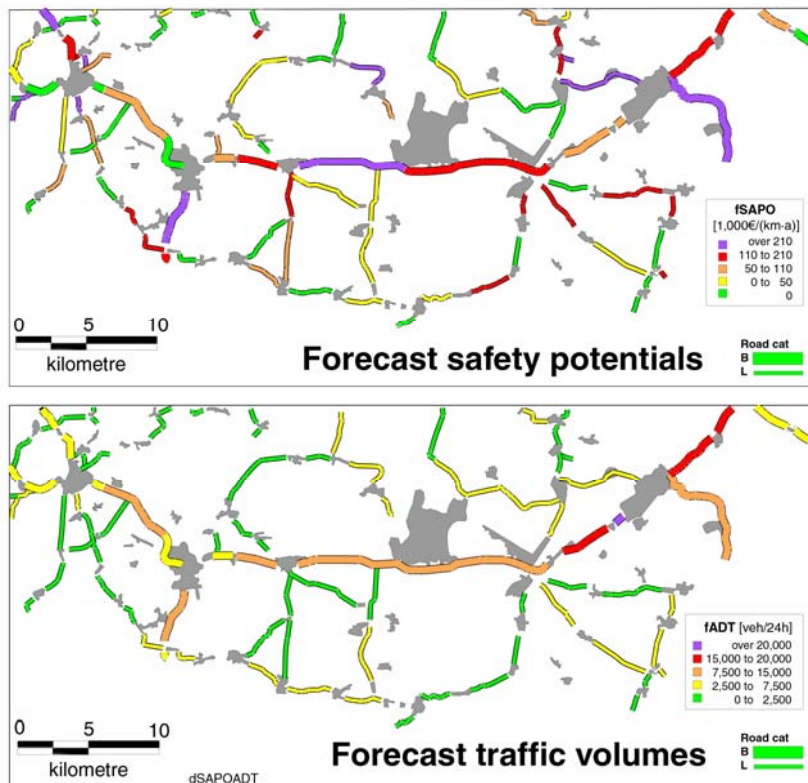 fSAPO
[1,000€/(km·a)]
over 210
110 to 210
50 to 110
0 to 50
0
0 5 10
kilometre
Forecast safety potentials
Road cat
B
L
fADT [veh/24h]
over 20,000
15,000 to 20,000
7,500 to 15,000
2,500 to 7,500
0 to 2,500
0 5 10
kilometre
Forecast traffic volumes
Road cat
B
L
dSAPOADT